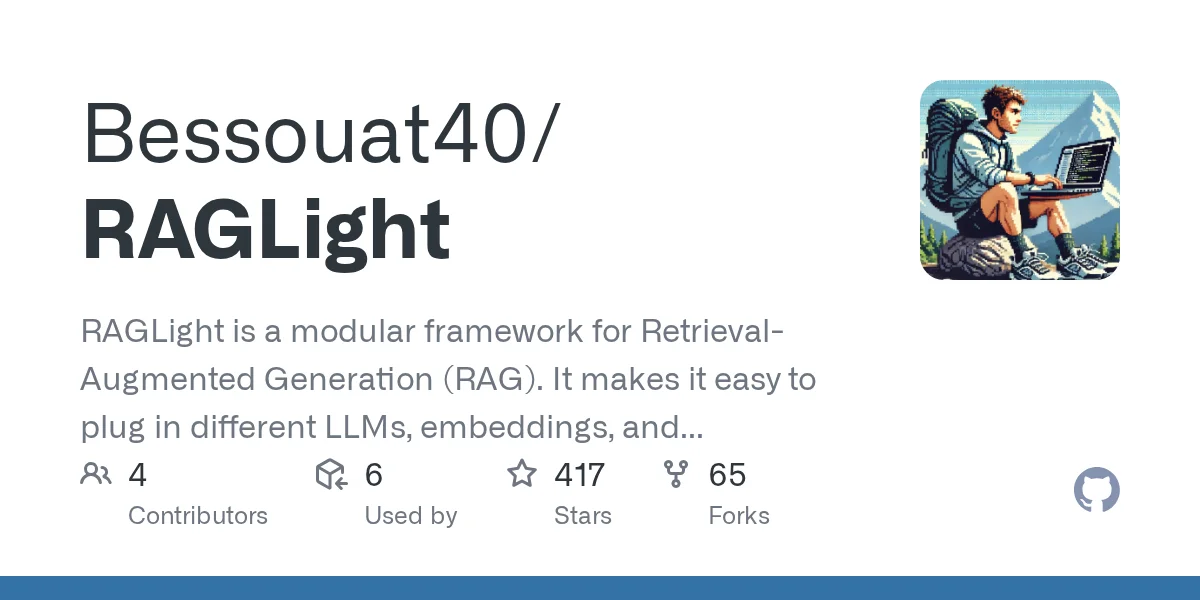 Bessouat40/
RAGLight
RAGLight is a modular framework for Retrieval-
Augmented Generation (RAG). It makes it easy to
plug in different LLMs, embeddings, and...
4 6 417 65
Contributors Used by Stars Forks